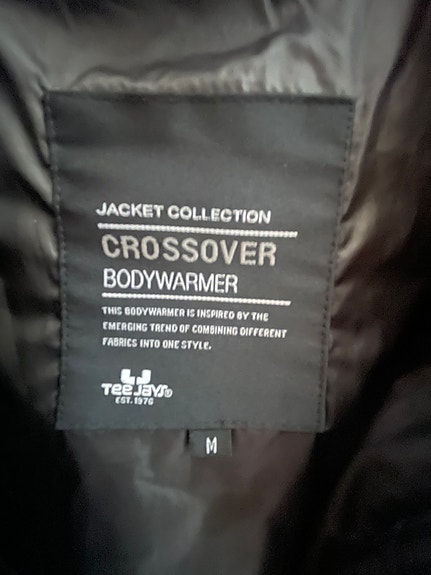 JACKET COLLECTION
CROSSOVER
BODYWARMER
THIS BODYWARMER IS INSPIRED BY THE
EMERGING TREND OF COMBINING DIFFERENT
FABRICS INTO ONE STYLE.
Tee Jays®
EST. 1976
M